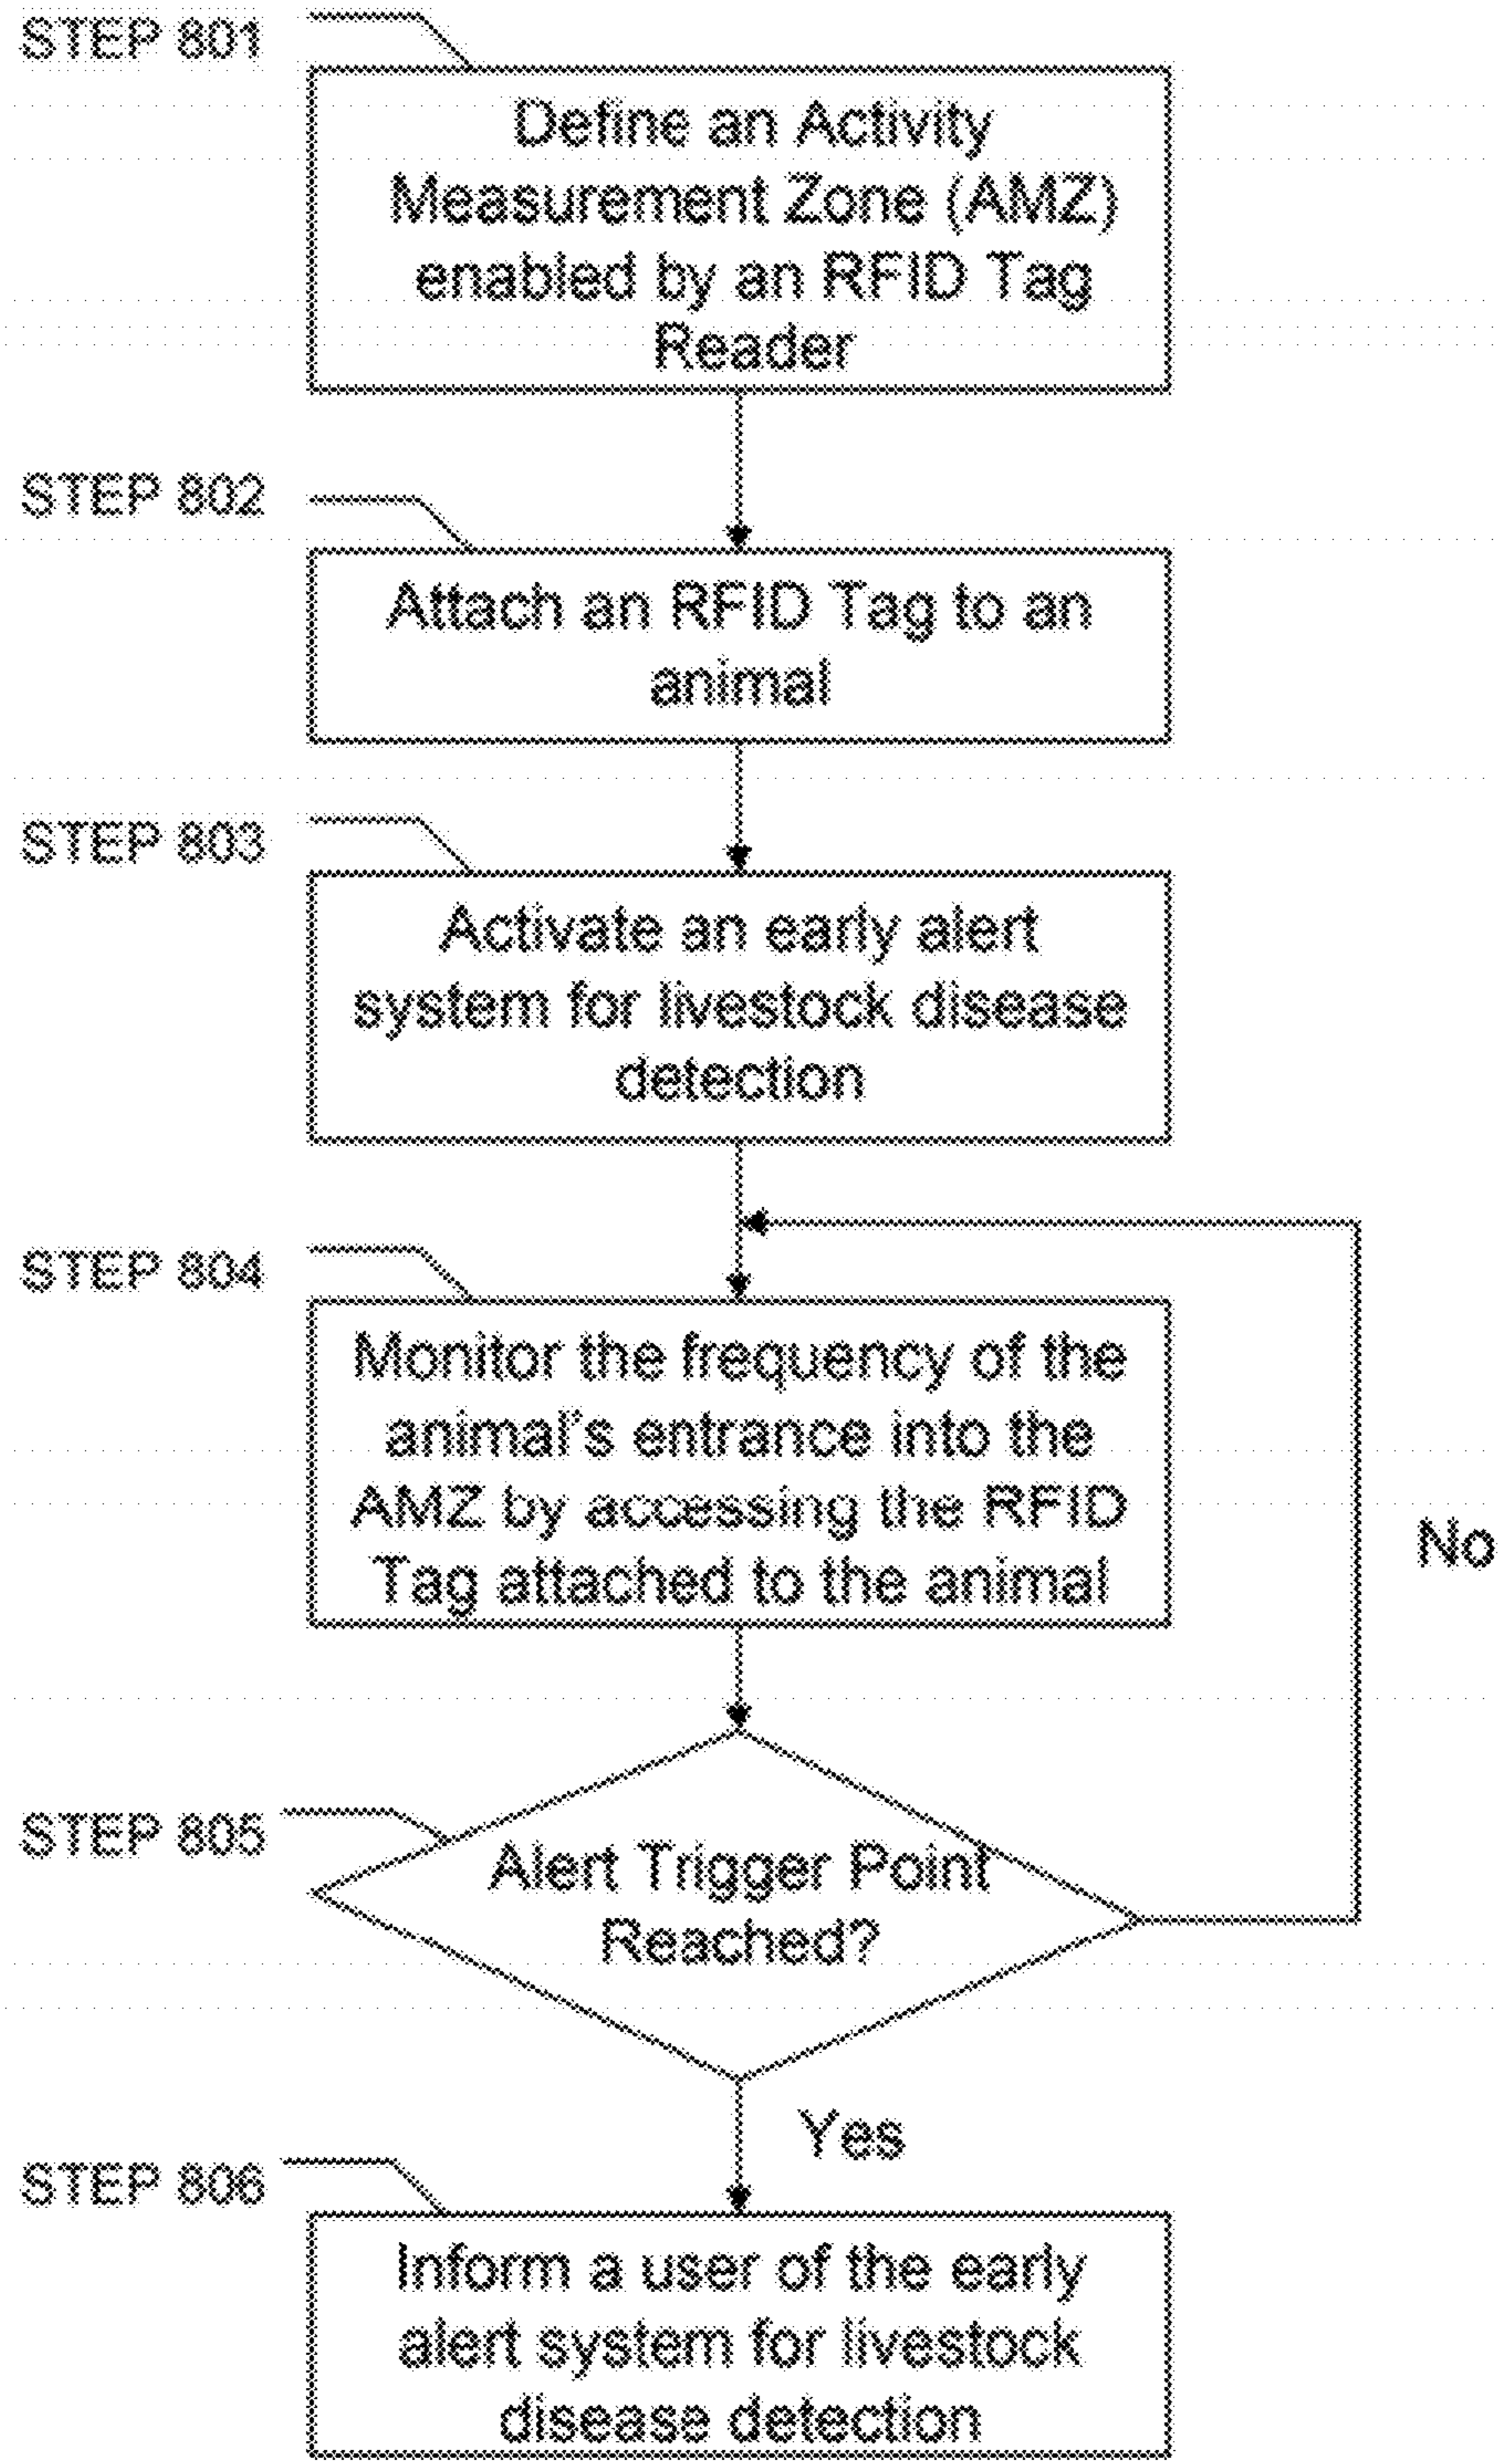 STEP 801
Define an Activity
Measurement Zone (AMZ)
enabled by an RFID Tag
Reader
STEP 802
Attach an RFID Tag to an
animal
STEP 803
Activate an early alert
system for livestock disease
detection
STEP 804
Monitor the frequency of the
animal's entrance into the
AMZ by accessing the RFID
Tag attached to the animal
No
STEP 805
Alert Trigger Point
Reached?
Yes
STEP 806
Inform a user of the early
alert system for livestock
disease detection